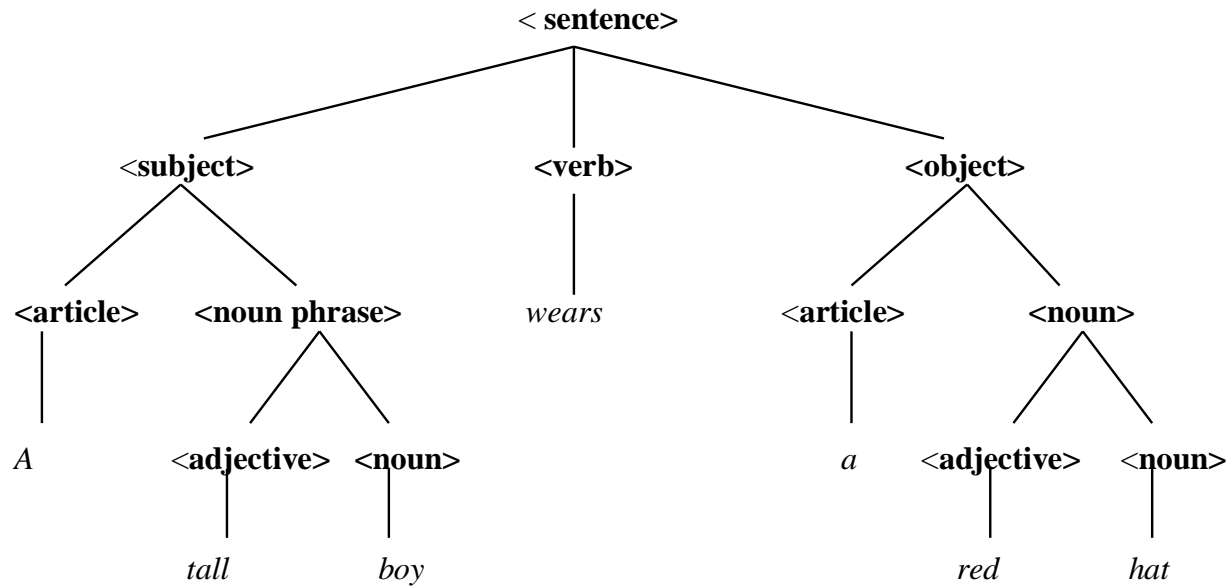 < sentence>
<subject> <verb> <object>
<article> <noun phrase> wears <article> <noun>
A <adjective> <noun> a <adjective> <noun>
tall boy red hat